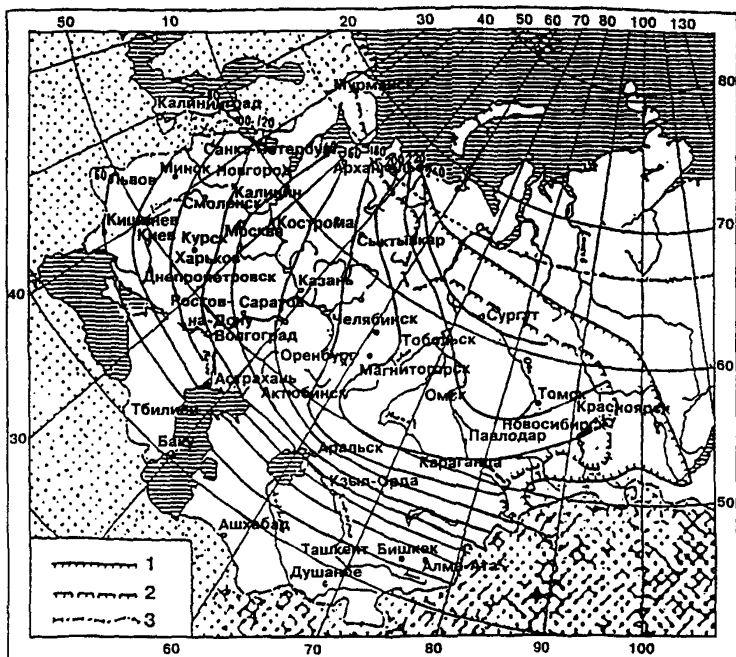 50 10 20 30 40 50 60 70 80 100 130
Мурманск
80
Калининград
Санкт-Петербург
Архангельск
Минск Новгород
60 Львов
Калинин
Смоленск
70
Кишинев Москва Кострома
Киев Курск
Сыктывкар
Харьков
Днепропетровск
Казань
40
Ростов- Саратов
на-Дону
Сургут
Челябинск
Волгоград
Тобольск
Оренбург
60
Магнитогорск
Астрахань
Актюбинск
Омск Томск
Красноярск
Тбилиси
Новосибирск
Павлодар
30
Баку
Аральск
Караганда
Кзыл-Орда
50
Ашхабад
Ташкент Бишкек
Алма-Ата
Душанбе
1
2
3
60 70 80 90 100